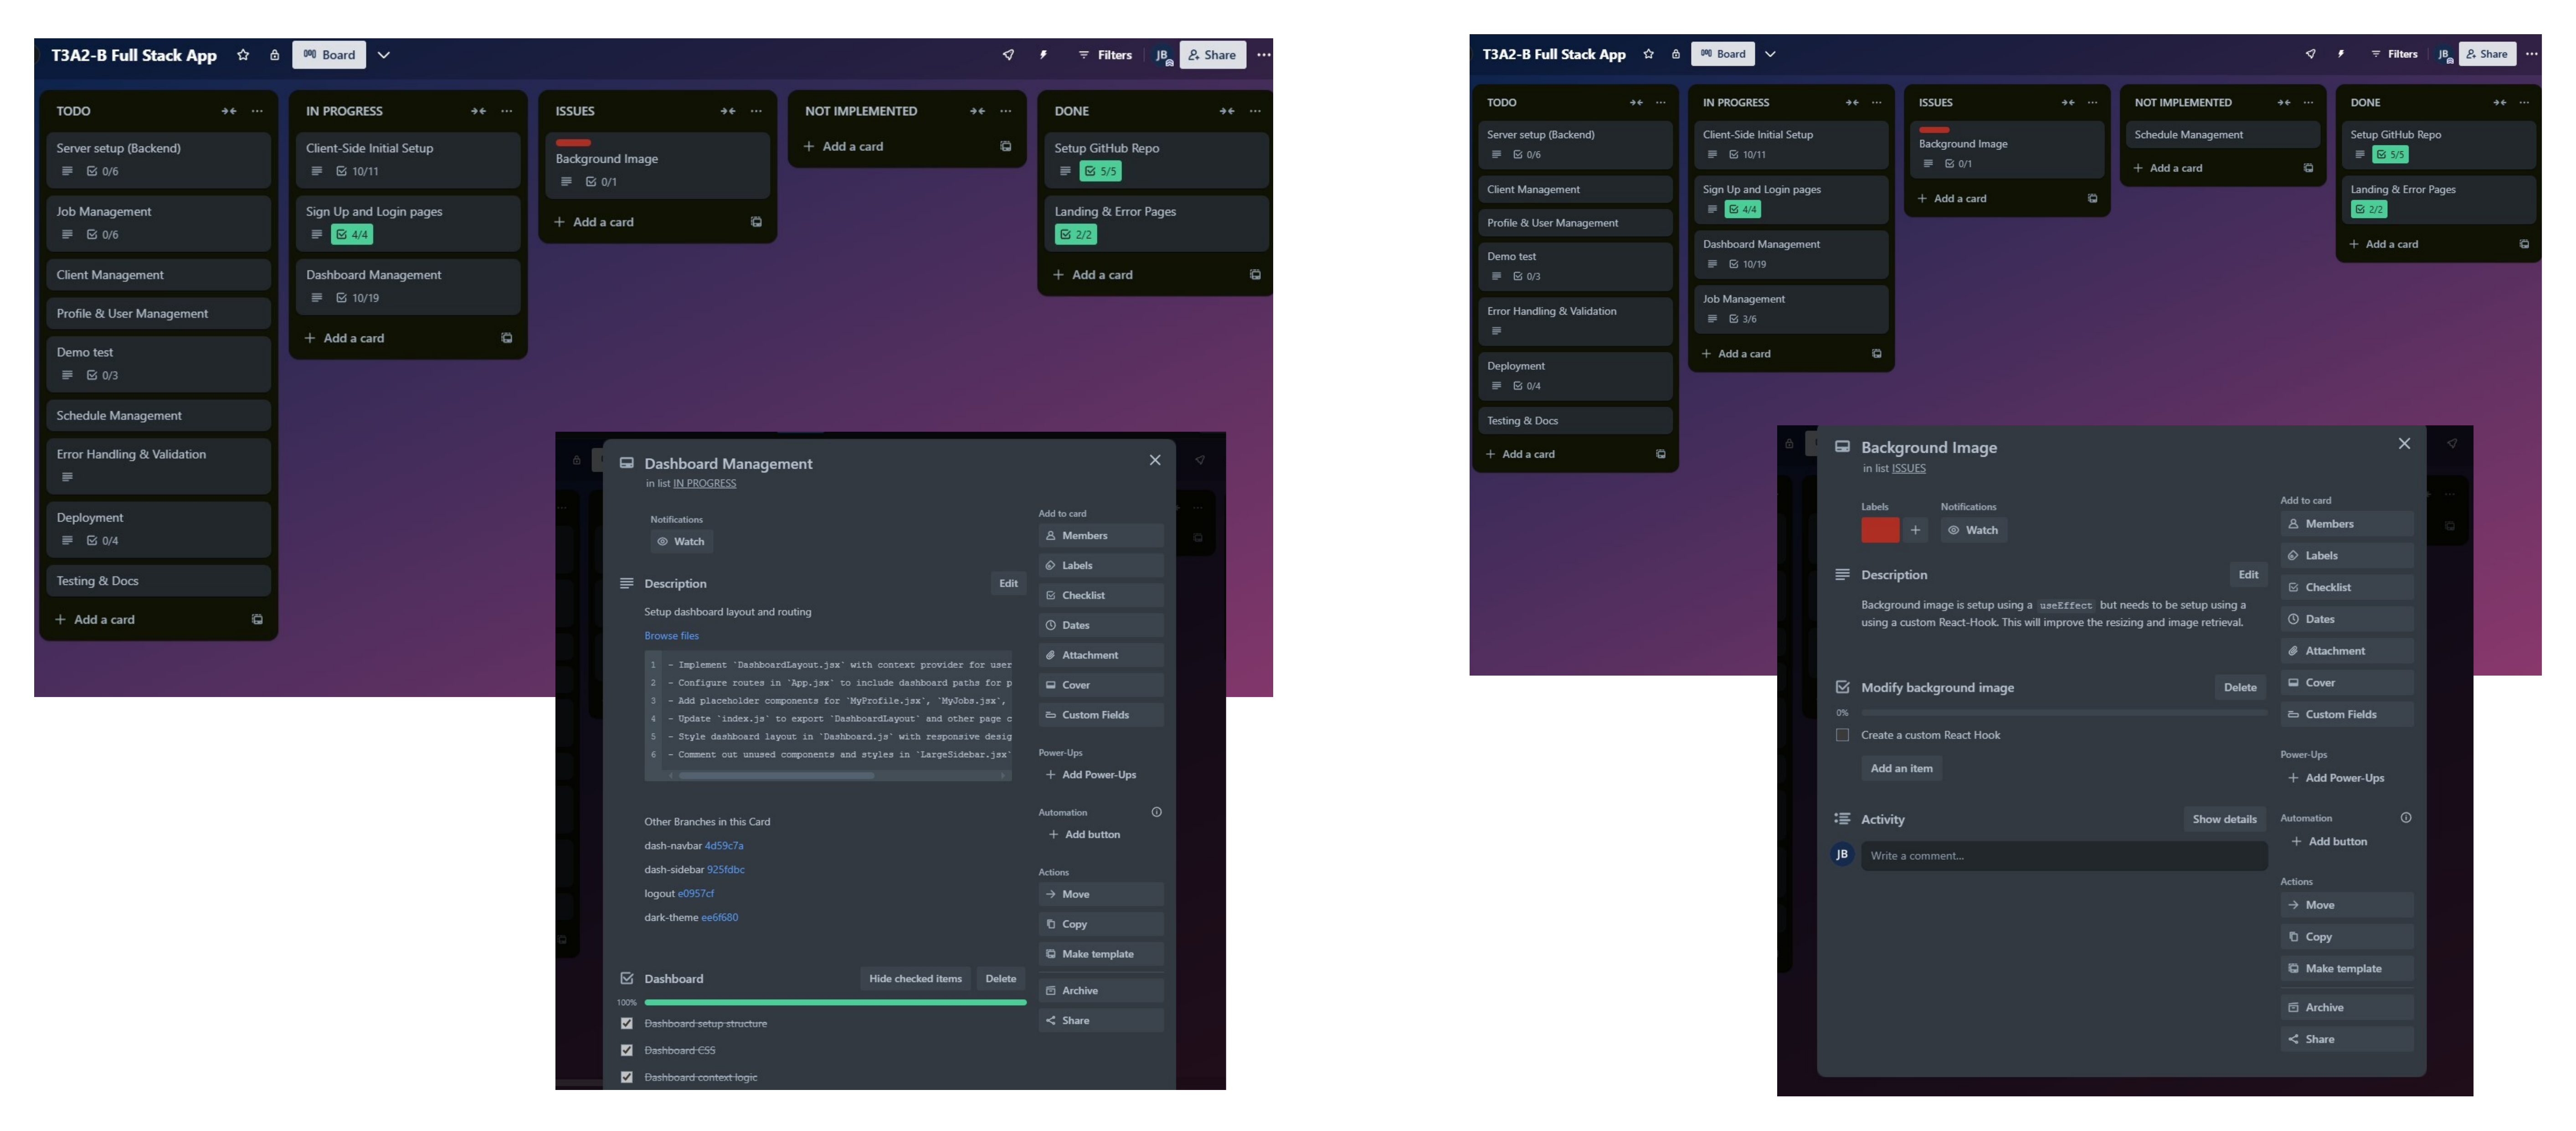 T3A2-B Full Stack App
Board
Filters
JB
Share
TODO
Server setup (Backend)
0/6
Job Management
0/6
Client Management
Profile & User Management
Demo test
0/3
Schedule Management
Error Handling & Validation
Deployment
0/4
Testing & Docs
+ Add a card
IN PROGRESS
Client-Side Initial Setup
10/11
Sign Up and Login pages
4/4
Dashboard Management
10/19
+ Add a card
ISSUES
Background Image
0/1
+ Add a card
NOT IMPLEMENTED
+ Add a card
DONE
Setup GitHub Repo
5/5
Landing & Error Pages
2/2
+ Add a card
Dashboard Management
in list IN PROGRESS
Notifications
Watch
Description
Edit
Setup dashboard layout and routing
Browse files
1 - Implement `DashboardLayout.jsx` with context provider for user
2 - Configure routes in `App.jsx` to include dashboard paths for p
3 - Add placeholder components for `MyProfile.jsx`, `MyJobs.jsx`,
4 - Update `index.js` to export `DashboardLayout` and other page c
5 - Style dashboard layout in `Dashboard.js` with responsive desig
6 - Comment out unused components and styles in `LargeSidebar.jsx`
Other Branches in this Card
dash-navbar 4d59c7a
dash-sidebar 925fdbc
logout e0957cf
dark-theme ee6f680
Dashboard
Hide checked items
Delete
100%
Dashboard setup structure
Dashboard CSS
Dashboard context logic
Add to card
Members
Labels
Checklist
Dates
Attachment
Cover
Custom Fields
Power-Ups
+ Add Power-Ups
Automation
+ Add button
Actions
Move
Copy
Make template
Archive
Share
T3A2-B Full Stack App
Board
Filters
JB
Share
TODO
Server setup (Backend)
0/6
Client Management
Profile & User Management
Demo test
0/3
Error Handling & Validation
Deployment
0/4
Testing & Docs
+ Add a card
IN PROGRESS
Client-Side Initial Setup
10/11
Sign Up and Login pages
4/4
Dashboard Management
10/19
Job Management
3/6
+ Add a card
ISSUES
Background Image
0/1
+ Add a card
NOT IMPLEMENTED
Schedule Management
+ Add a card
DONE
Setup GitHub Repo
5/5
Landing & Error Pages
2/2
+ Add a card
Background Image
in list ISSUES
Labels
Notifications
+
Watch
Description
Edit
Background image is setup using a useEffect but needs to be setup using a
using a custom React-Hook. This will improve the resizing and image retrieval.
Modify background image
Delete
0%
Create a custom React Hook
Add an item
Activity
Show details
JB
Write a comment...
Add to card
Members
Labels
Checklist
Dates
Attachment
Cover
Custom Fields
Power-Ups
+ Add Power-Ups
Automation
+ Add button
Actions
Move
Copy
Make template
Archive
Share